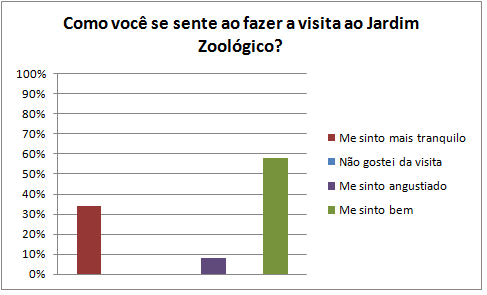 Como você se sente ao fazer a visita ao Jardim
Zoológico?
100%
90%
80%
70%
60%
50%
40%
30%
20%
10%
0%
Me sinto mais tranquilo
Não gostei da visita
Me sinto angustiado
Me sinto bem